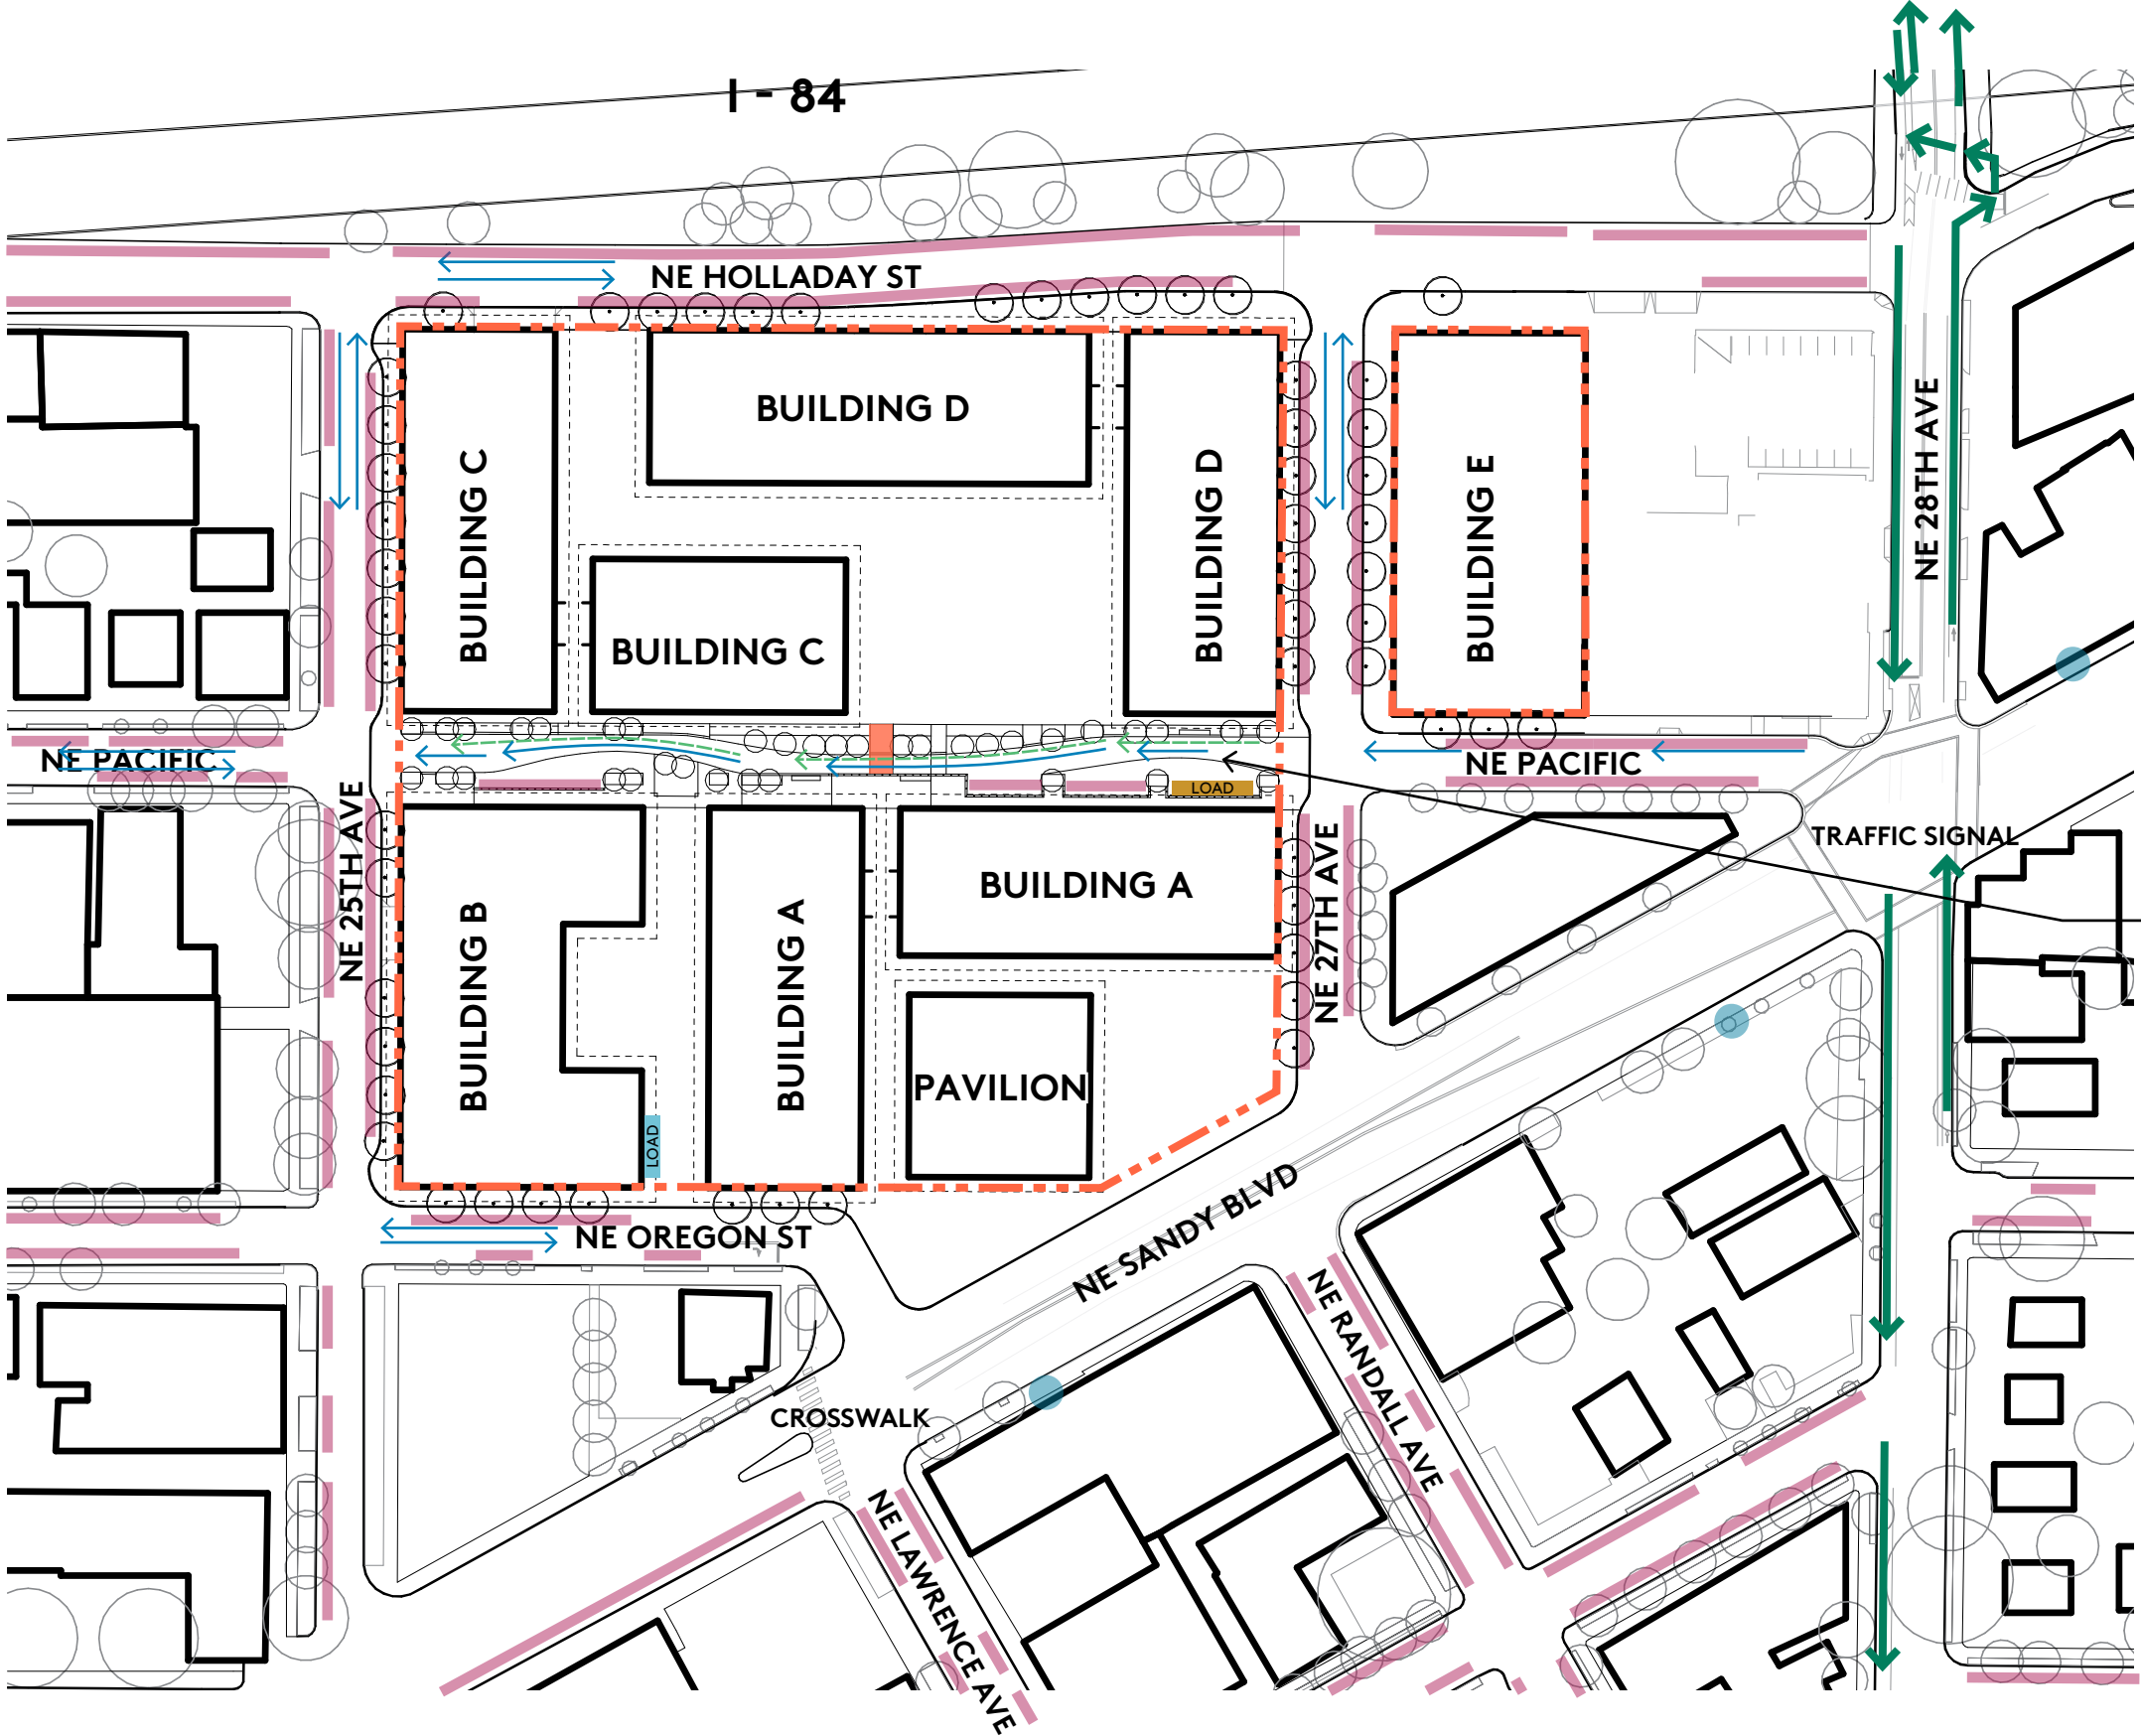 I - 84
NE HOLLADAY ST
BUILDING D
BUILDING C
BUILDING D
BUILDING E
NE 28TH AVE
BUILDING C
NE PACIFIC
NE PACIFIC
LOAD
TRAFFIC SIGNAL
NE 25TH AVE
NE 27TH AVE
BUILDING A
BUILDING B
BUILDING A
PAVILION
LOAD
NE OREGON ST
NE SANDY BLVD
NE RANDALL AVE
CROSSWALK
NE LAWRENCE AVE